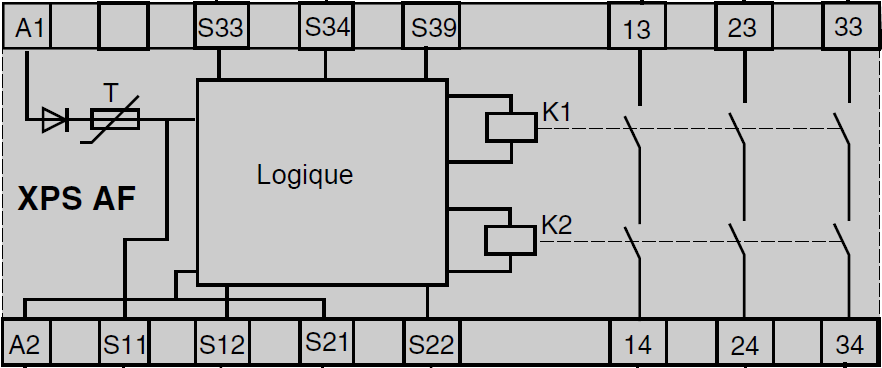 A1 S33 S34 S39 13 23 33
T
K1
Logique
XPS AF
K2
A2 S11 S12 S21 S22 14 24 34